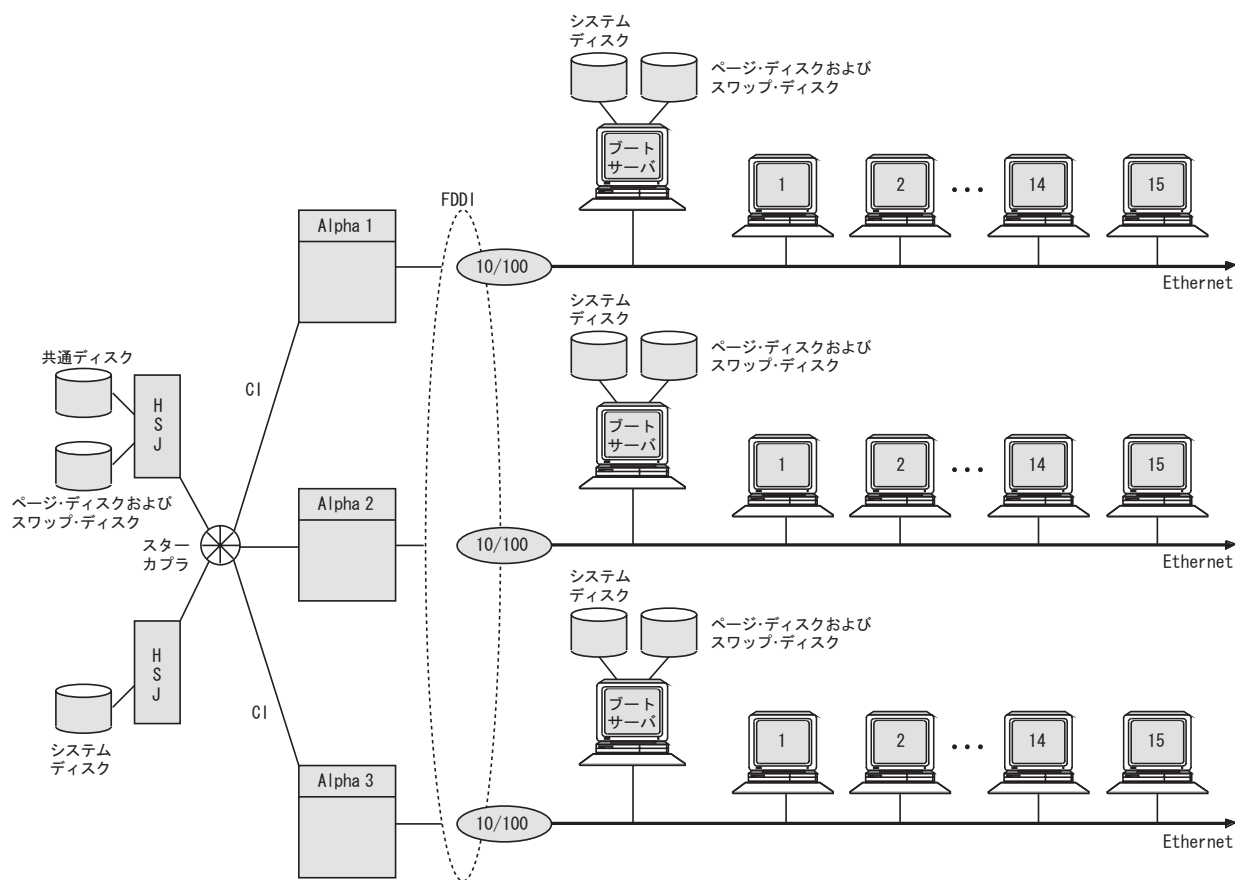 システム
ディスク
ページ・ディスクおよび
スワップ・ディスク
ブート
サーバ
1
2
14
15
FDDI
Alpha 1
10/100
Ethernet
システム
ディスク
ページ・ディスクおよび
スワップ・ディスク
共通ディスク
HSJ
CI
ブート
サーバ
1
2
14
15
ページ・ディスクおよび
スワップ・ディスク
Alpha 2
スター
カプラ
10/100
Ethernet
システム
ディスク
ページ・ディスクおよび
スワップ・ディスク
HSJ
CI
ブート
サーバ
1
2
14
15
システム
ディスク
Alpha 3
10/100
Ethernet